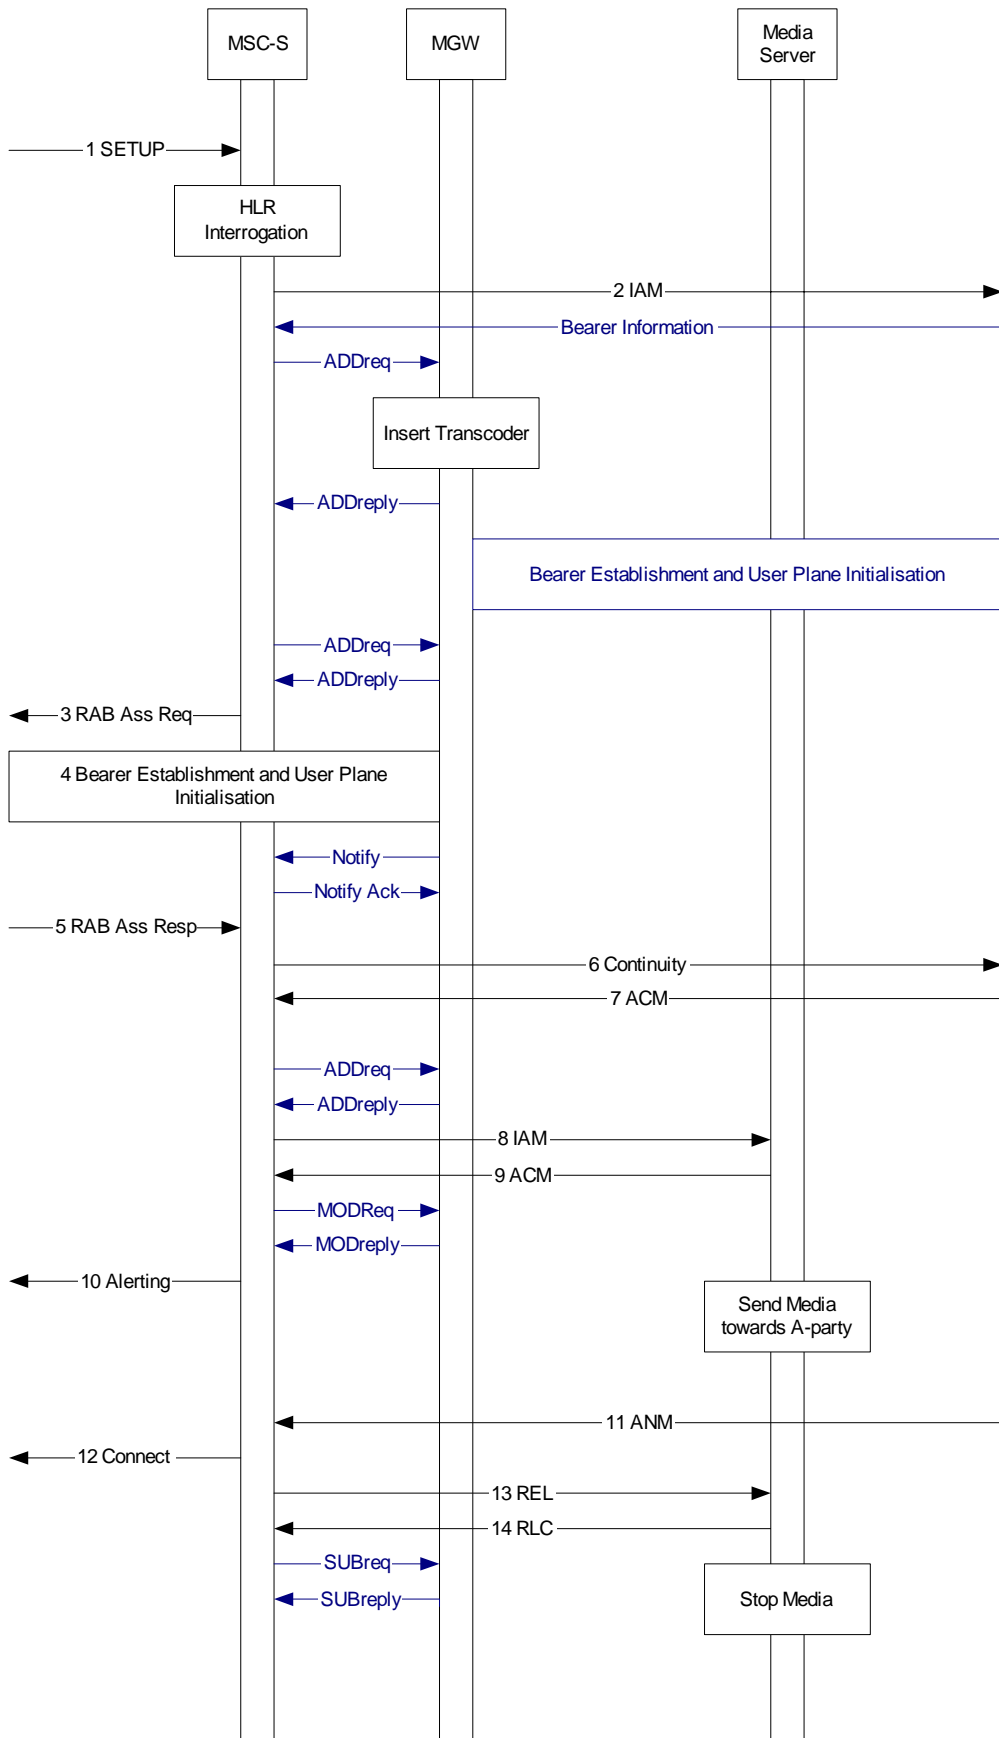 MSC-S
MGW
Media
Server
1 SETUP
HLR
Interrogation
2 IAM
Bearer Information
ADDreq
Insert Transcoder
ADDreply
Bearer Establishment and User Plane Initialisation
ADDreq
ADDreply
3 RAB Ass Req
4 Bearer Establishment and User Plane
Initialisation
Notify
Notify Ack
5 RAB Ass Resp
6 Continuity
7 ACM
ADDreq
ADDreply
8 IAM
9 ACM
MODReq
MODreply
10 Alerting
Send Media
towards A-party
11 ANM
12 Connect
13 REL
14 RLC
SUBreq
SUBreply
Stop Media